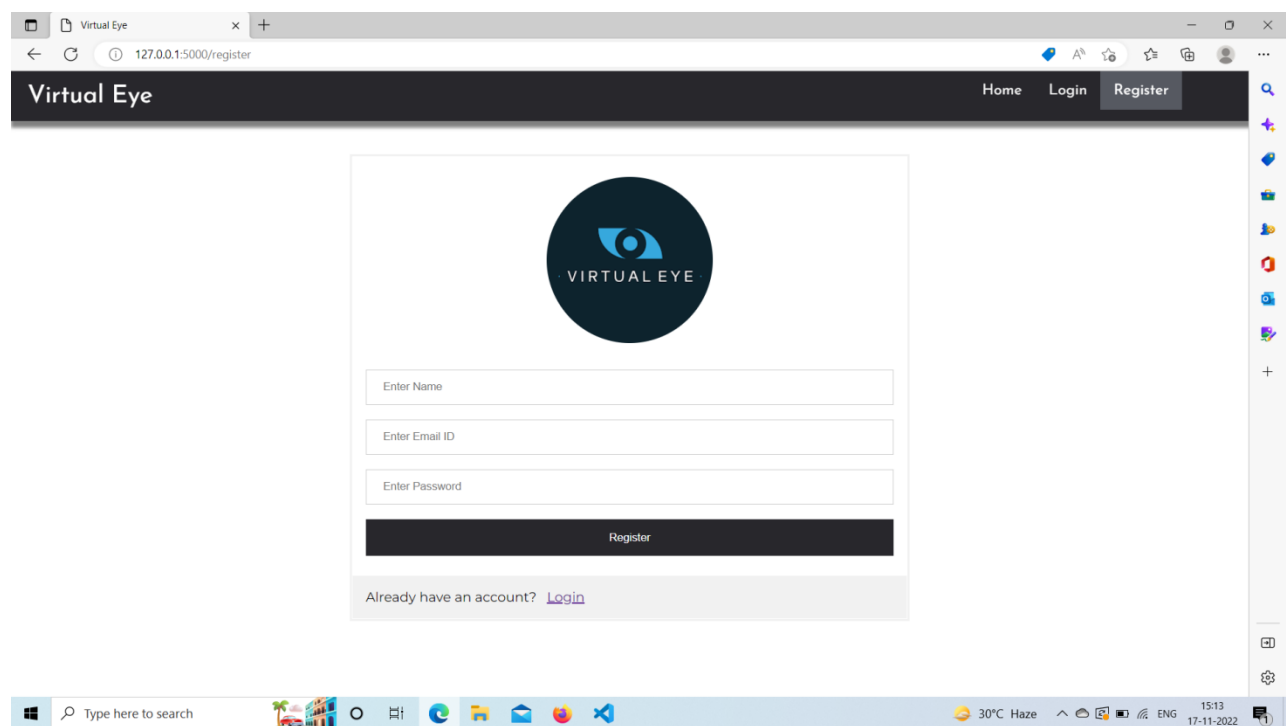 Virtual Eye
127.0.0.1:5000/register
Virtual Eye
Home Login Register
VIRTUAL EYE
Enter Name
Enter Email ID
Enter Password
Register
Already have an account? Login
Type here to search
30°C Haze
ENG
15:13
17-11-2022